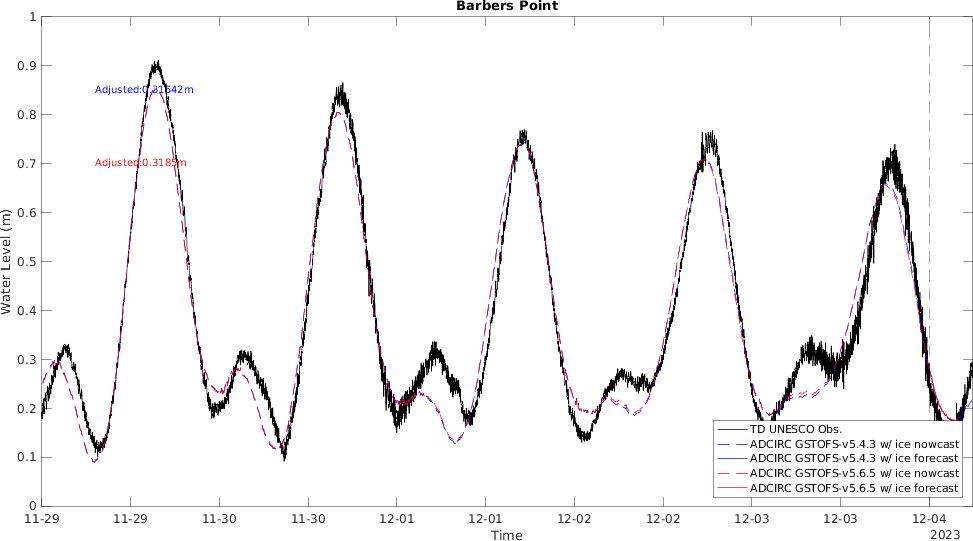 Barbers Point
1
0.9
0.8
0.7
0.6
0.5
0.4
0.3
0.2
0.1
0
Water Level (m)
Adjusted:0.31642m
Adjusted:0.3185m
TD UNESCO Obs.
ADCIRC GSTOFS-v5.4.3 w/ ice nowcast
ADCIRC GSTOFS-v5.4.3 w/ ice forecast
ADCIRC GSTOFS-v5.6.5 w/ ice nowcast
ADCIRC GSTOFS-v5.6.5 w/ ice forecast
11-29 11-29 11-30 11-30 12-01 12-01 12-02 12-02 12-03 12-03 12-04
Time
2023